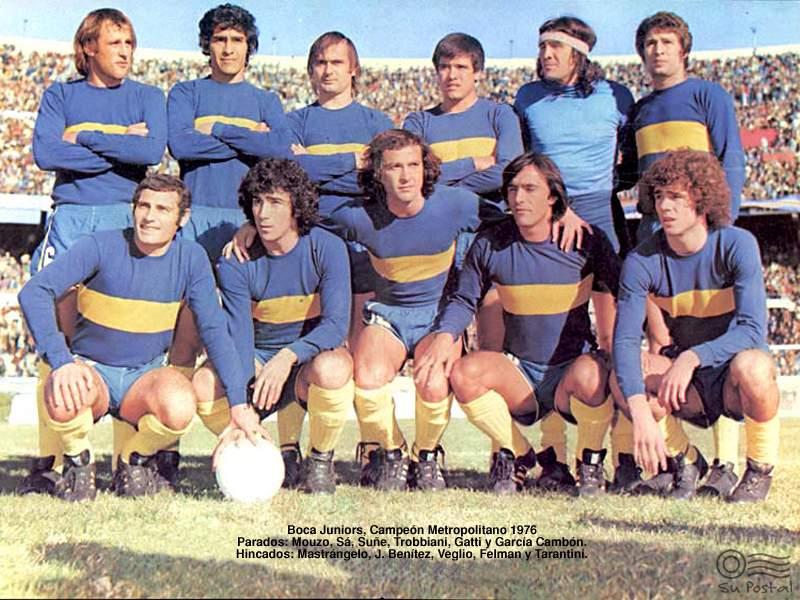 Boca Juniors, Campeón Metropolitano 1976
Parados: Mouzo, Sá, Suñe, Trobbiani, Gatti y García Cambón.
Hincados: Mastrángelo, J. Benítez, Veglio, Felman y Tarantini.
Su Postal